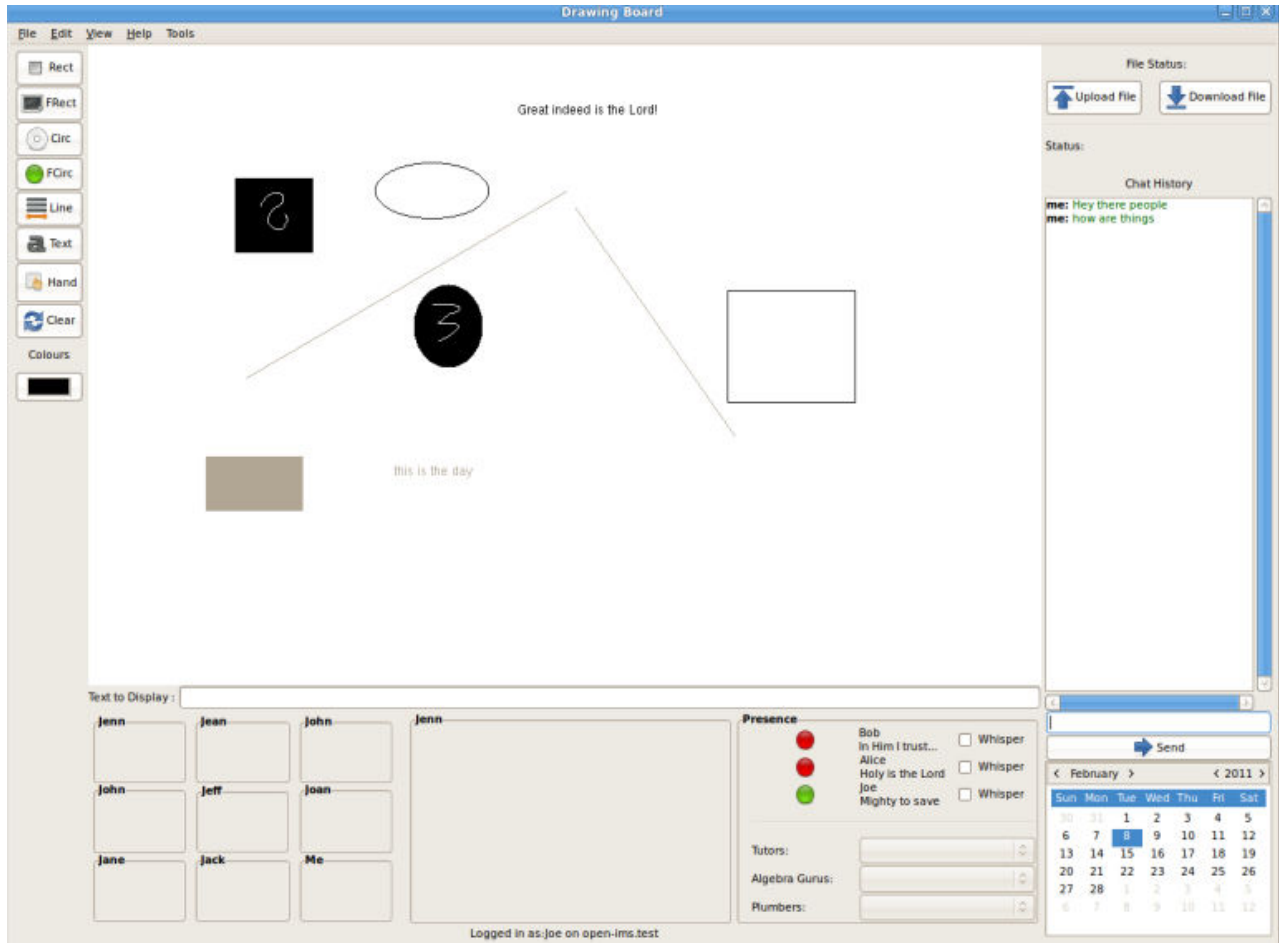 Drawing Board
File Edit View Help Tools
Rect
FRect
Circ
FCirc
Line
Text
Hand
Clear
Colours
Great indeed is the Lord!
3
this is the day
File Status:
Upload File Download File
Status:
Chat History
me: Hey there people
me: how are things
Text to Display :
Jenn Jean John
John Jeff Joan
Jane Jack Me
Jenn
Presence
Bob
In Him I trust... Whisper
Alice
Holy is the Lord Whisper
Joe
Mighty to save Whisper
Tutors:
Algebra Gurus:
Plumbers:
Send
< February > < 2011 >
Sun Mon Tue Wed Thu Fri Sat
30 31 1 2 3 4 5
6 7 8 9 10 11 12
13 14 15 16 17 18 19
20 21 22 23 24 25 26
27 28 1 2 3 4 5
6 7 8 9 10 11 12
Logged in as:Joe on open-ims.test